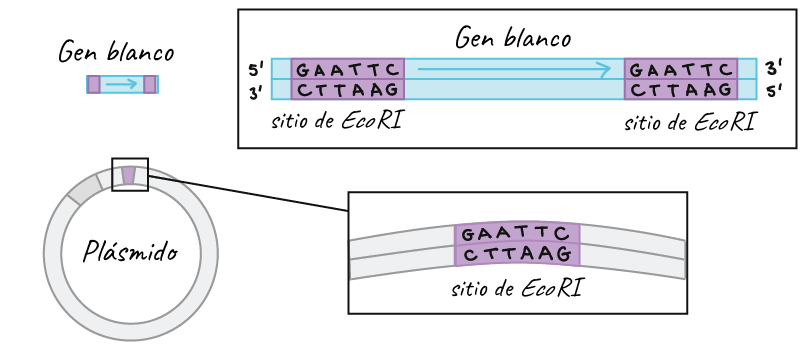 Gen blanco
Gen blanco
5' GAATTC GAATTC 3'
3' CTTAAG CTTAAG 5'
sitio de EcoRI sitio de EcoRI
Plásmido
GAATTC
CTTAAG
sitio de EcoRI